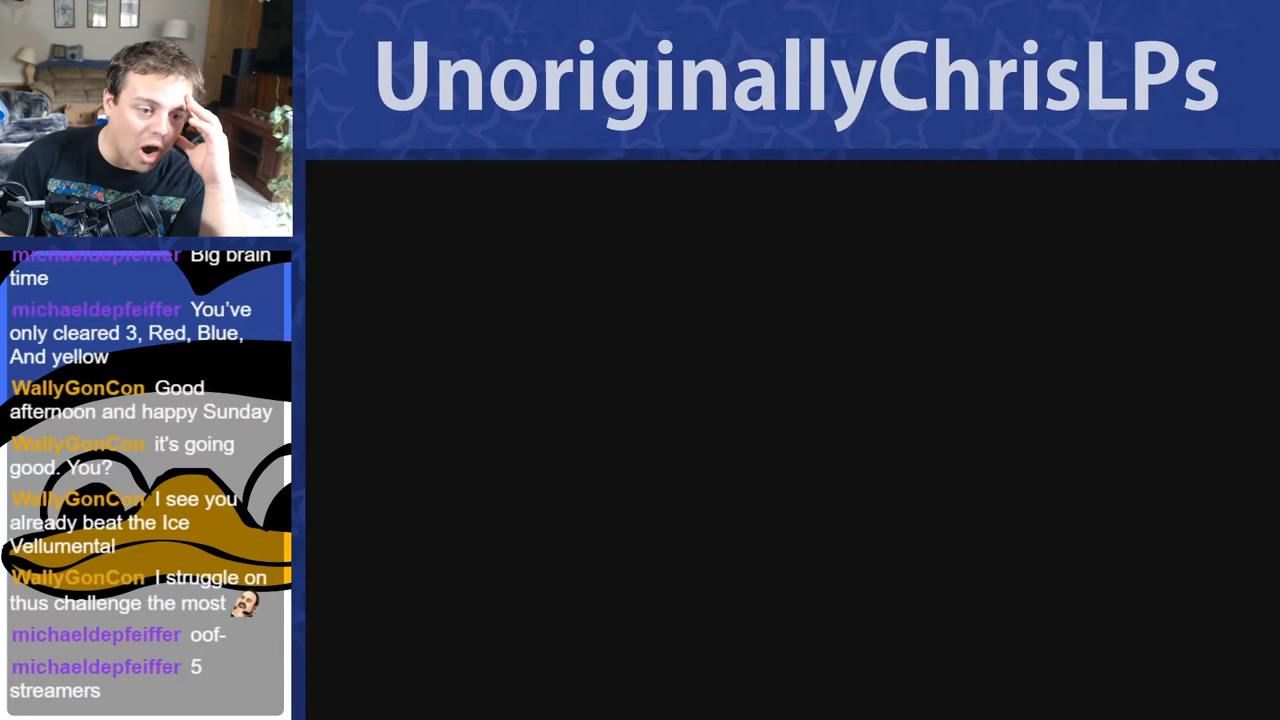 UnoriginallyChrisLPs
michaeldepfeiffer Big brain
time
michaeldepfeiffer You’ve
only cleared 3, Red, Blue,
And yellow
WallyGonCon Good
afternoon and happy Sunday
WallyGonCon it's going
good. You?
WallyGonCon I see you
already beat the Ice
Vellumental
WallyGonCon I struggle on
thus challenge the most
michaeldepfeiffer oof-
michaeldepfeiffer 5
streamers